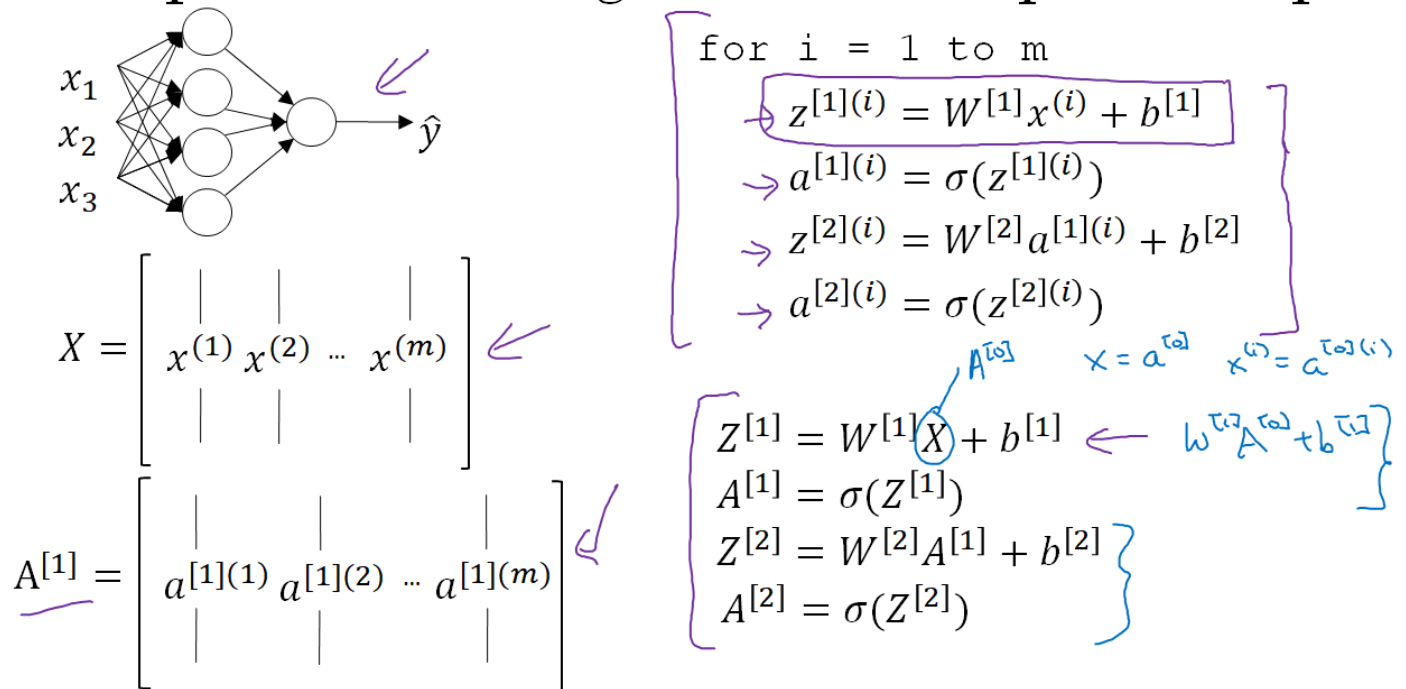 x₁
x₂
x₃
ŷ
X = [ x⁽¹⁾ x⁽²⁾ ... x⁽ᵐ⁾ ]
A^[1] = [ a^[1](1) a^[1](2) ... a^[1](m) ]
for i = 1 to m
→ z^[1](i) = W^[1]x^(i) + b^[1]
→ a^[1](i) = σ(z^[1](i))
→ z^[2](i) = W^[2]a^[1](i) + b^[2]
→ a^[2](i) = σ(z^[2](i))
A^[0] x = a^[0] x^(i) = a^[0](i)
Z^[1] = W^[1]X + b^[1] ← W^[1]A^[0] + b^[1]
A^[1] = σ(Z^[1])
Z^[2] = W^[2]A^[1] + b^[2]
A^[2] = σ(Z^[2])